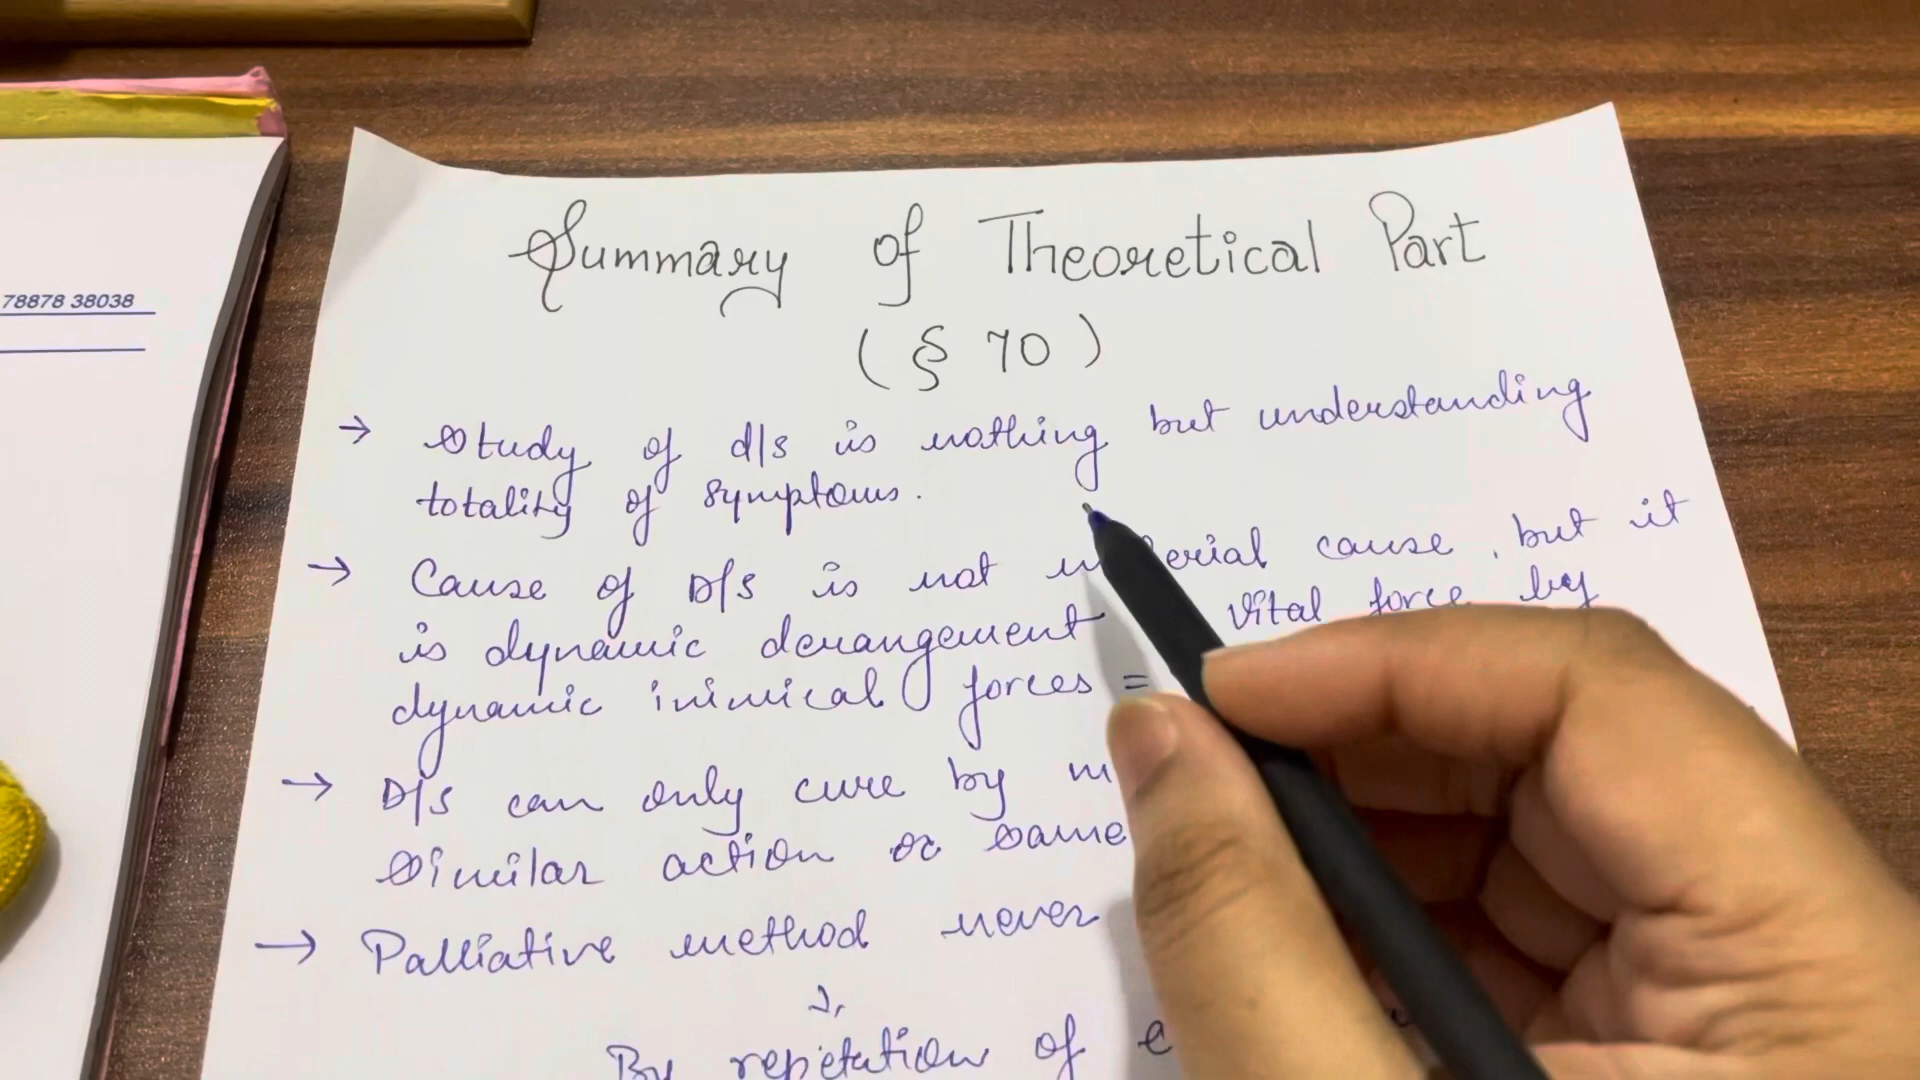 78878 38038
Summary of Theoretical Part
(§ 70)
→ Study of d/s is nothing but understanding
totality of symptoms.
→ Cause of D/s is not material cause, but it
is dynamic derangement vital force by
dynamic inimical forces =
→ D/s can only cure by
similar action or same
→ Palliative method never
By repetation of